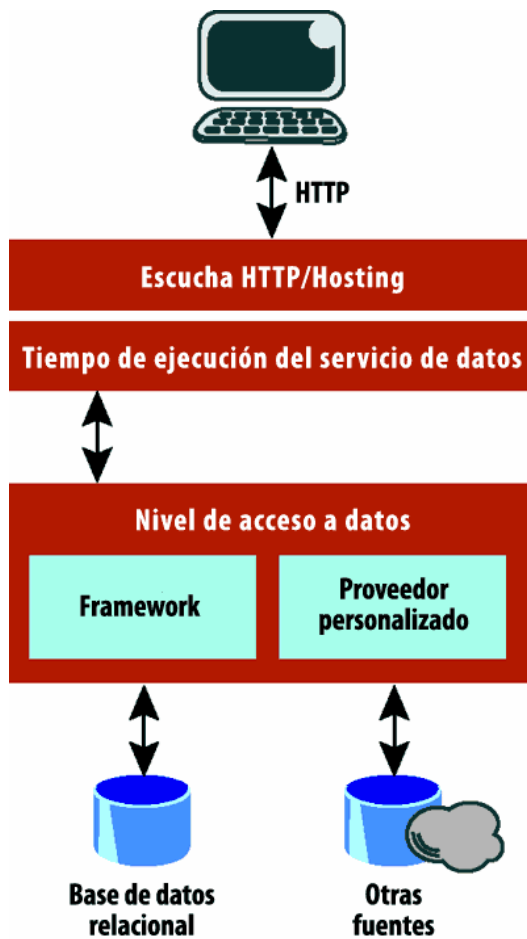 HTTP
Escucha HTTP/Hosting
Tiempo de ejecución del servicio de datos
Nivel de acceso a datos
Framework
Proveedor
personalizado
Base de datos
relacional
Otras
fuentes